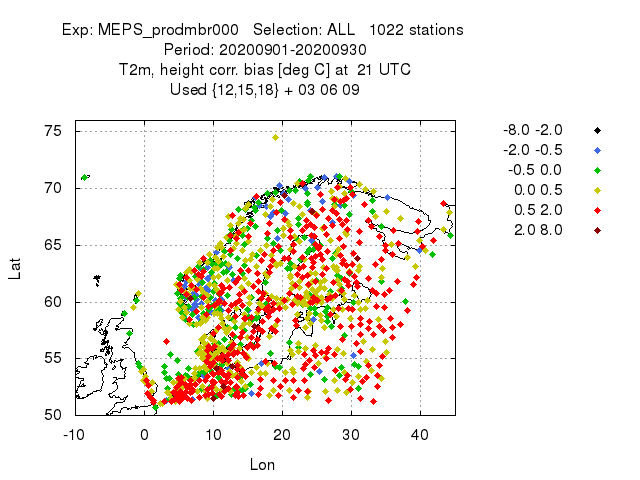 Exp: MEPS_prodmbr000   Selection: ALL   1022 stations
Period: 20200901-20200930
T2m, height corr. bias [deg C] at  21 UTC
Used {12,15,18} + 03 06 09
-8.0 -2.0
-2.0 -0.5
-0.5 0.0
0.0 0.5
0.5 2.0
2.0 8.0
75
70
65
60
55
50
Lat
-10 0 10 20 30 40
Lon